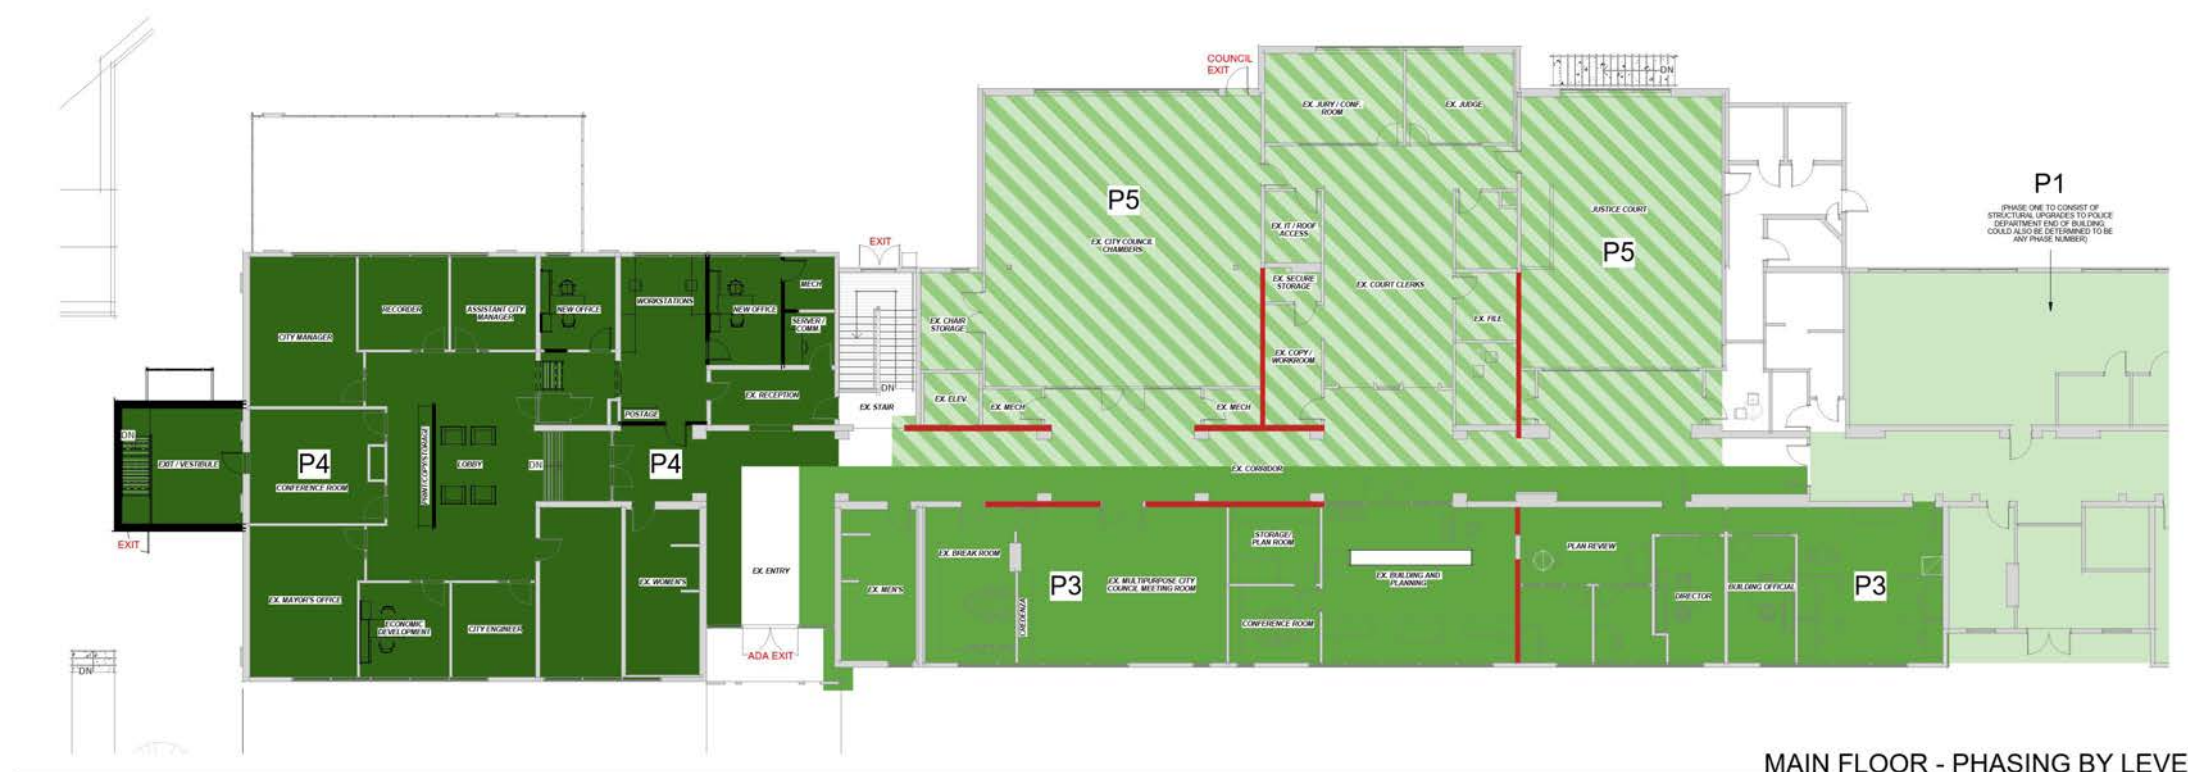 COUNCIL
EXIT
DN
EX. JURY / CONF.
ROOM
EX. JUDGE
P1
(PHASE ONE TO CONSIST OF
STRUCTURAL UPGRADES TO POLICE
DEPARTMENT END OF BUILDING.
COULD ALSO BE DETERMINED TO BE
ANY PHASE NUMBER)
P5
JUSTICE COURT
EX. IT / ROOF
ACCESS
EX. CITY COUNCIL
CHAMBERS
EXIT
P5
MECH
EX. SECURE
STORAGE
EX. COURT CLERKS
RECORDER
ASSISTANT CITY
MANAGER
NEW OFFICE
WORKSTATIONS
NEW OFFICE
SERVER /
COMM.
EX. CHAIR
STORAGE
EX. FILE
CITY MANAGER
EX. COPY /
WORKROOM
DN
EX. RECEPTION
EX. ELEV.
EX. STAIR
EX. MECH
EX. MECH
POSTAGE
DN
EXIT / VESTIBULE
P4
CONFERENCE ROOM
PRINT/COPY/STORAGE
LOBBY
DN
P4
EX. CORRIDOR
EXIT
EX. BREAK ROOM
STORAGE/
PLAN ROOM
PLAN REVIEW
EX. ENTRY
EX. WOMEN'S
EX. MEN'S
P3
EX. MULTIPURPOSE CITY
COUNCIL MEETING ROOM
EX. BUILDING AND
PLANNING
BUILDING OFFICIAL
P3
EX. MAYOR'S OFFICE
ECONOMIC
DEVELOPMENT
CITY ENGINEER
CREDENZA
CONFERENCE ROOM
DIRECTOR
ADA EXIT
DN
MAIN FLOOR - PHASING BY LEVE